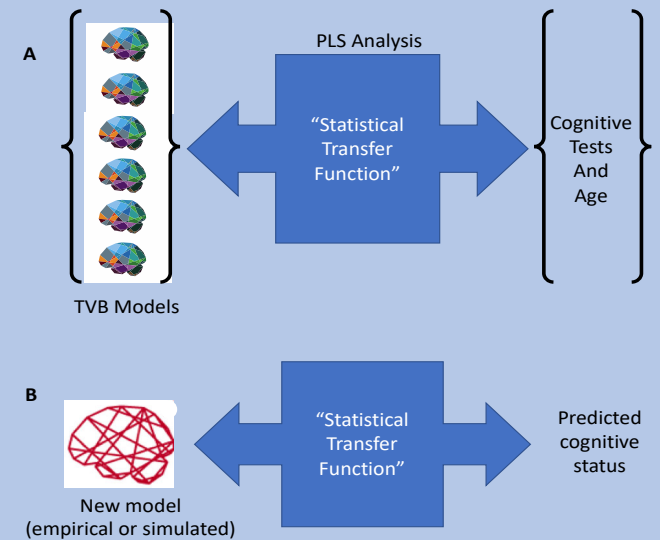 A
PLS Analysis
"Statistical
Transfer
Function"
Cognitive
Tests
And
Age
TVB Models
B
"Statistical
Transfer
Function"
Predicted
cognitive
status
New model
(empirical or simulated)